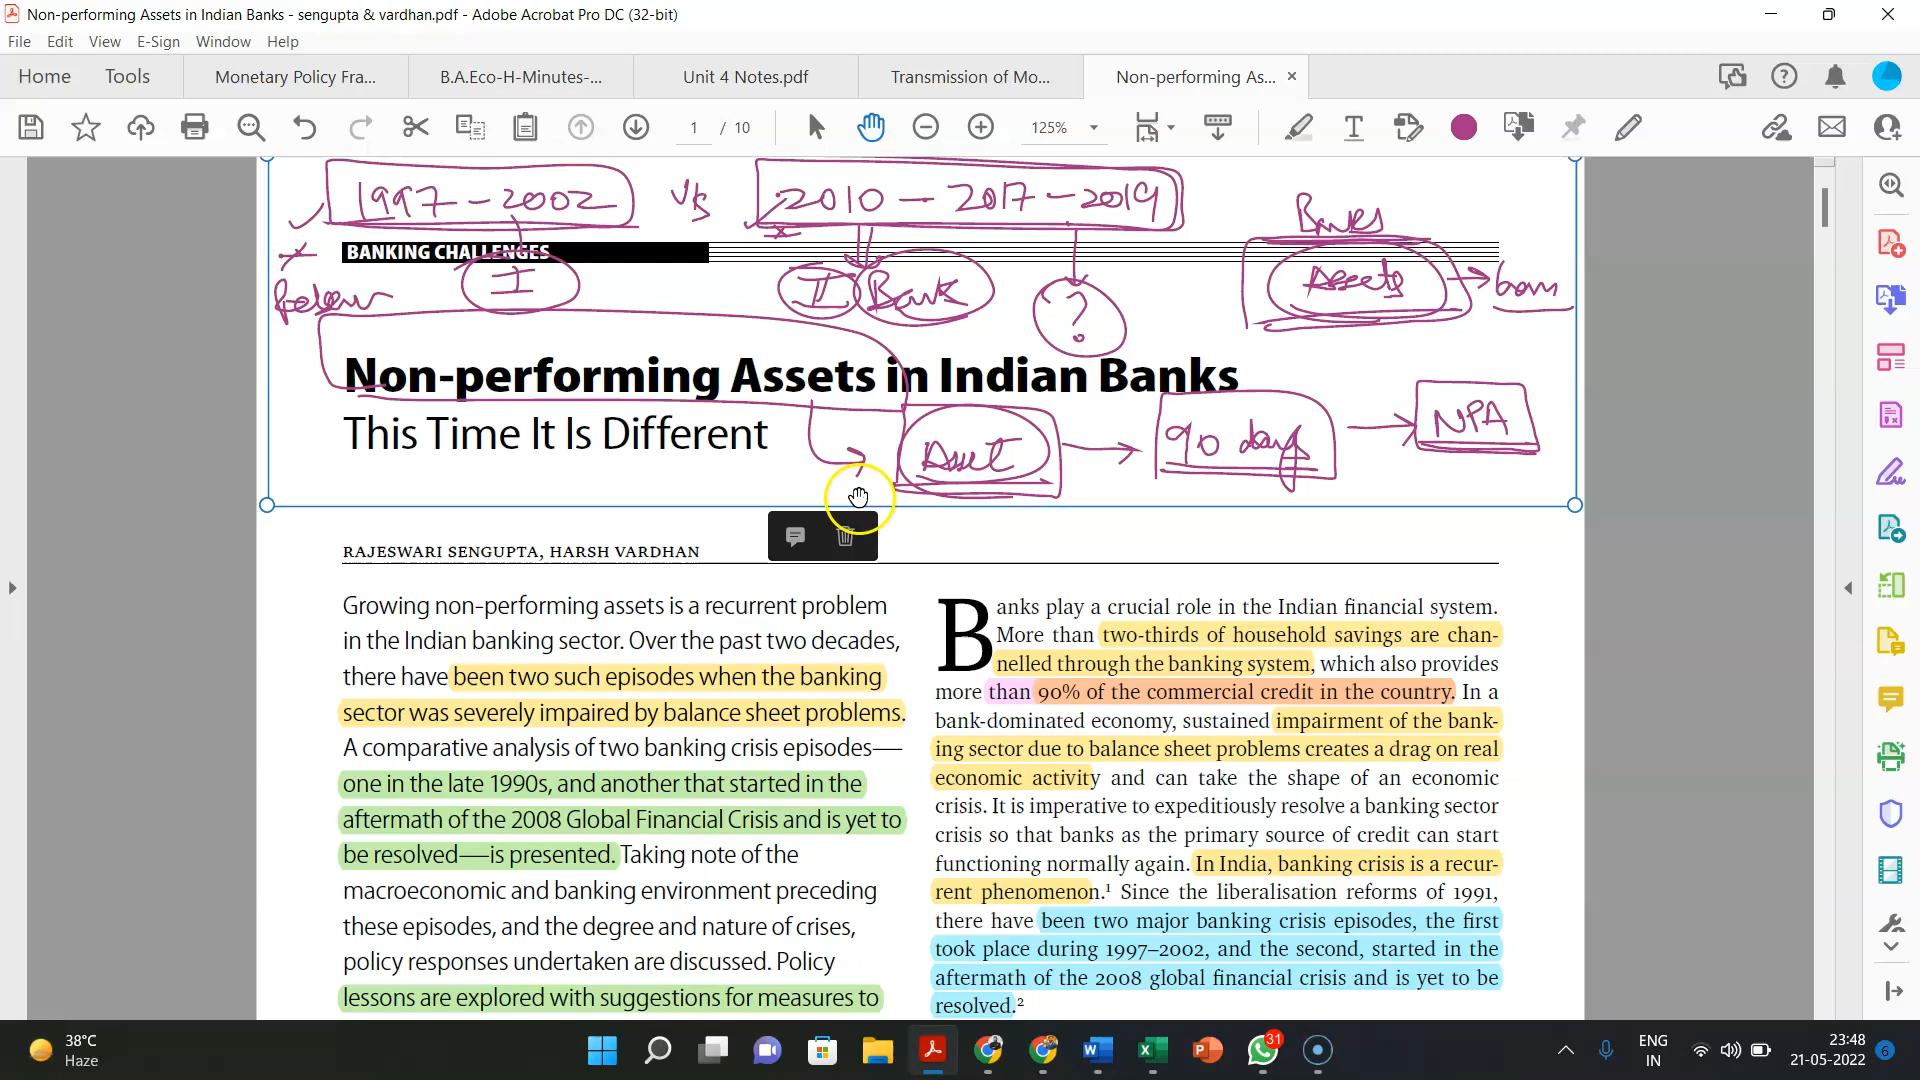 Non-performing Assets in Indian Banks - sengupta & vardhan.pdf - Adobe Acrobat Pro DC (32-bit)
File Edit View E-Sign Window Help
Home Tools Monetary Policy Fra... B.A.Eco-H-Minutes-... Unit 4 Notes.pdf Transmission of Mo... Non-performing As...
1 / 10 125%
1997 - 2002 vs 2010 - 2017 - 2019
Banks
BANKING CHALLENGES
I II Bank ? Assets
Non-performing Assets in Indian Banks
This Time It Is Different
Asset 90 days NPA
RAJESWARI SENGUPTA, HARSH VARDHAN
Growing non-performing assets is a recurrent problem
in the Indian banking sector. Over the past two decades,
there have been two such episodes when the banking
sector was severely impaired by balance sheet problems.
A comparative analysis of two banking crisis episodes—
one in the late 1990s, and another that started in the
aftermath of the 2008 Global Financial Crisis and is yet to
be resolved—is presented. Taking note of the
macroeconomic and banking environment preceding
these episodes, and the degree and nature of crises,
policy responses undertaken are discussed. Policy
lessons are explored with suggestions for measures to
Banks play a crucial role in the Indian financial system.
More than two-thirds of household savings are chan-
nelled through the banking system, which also provides
more than 90% of the commercial credit in the country. In a
bank-dominated economy, sustained impairment of the bank-
ing sector due to balance sheet problems creates a drag on real
economic activity and can take the shape of an economic
crisis. It is imperative to expeditiously resolve a banking sector
crisis so that banks as the primary source of credit can start
functioning normally again. In India, banking crisis is a recur-
rent phenomenon.¹ Since the liberalisation reforms of 1991,
there have been two major banking crisis episodes, the first
took place during 1997–2002, and the second, started in the
aftermath of the 2008 global financial crisis and is yet to be
resolved.²
38°C
Haze
31
ENG
IN
23:48
21-05-2022
6